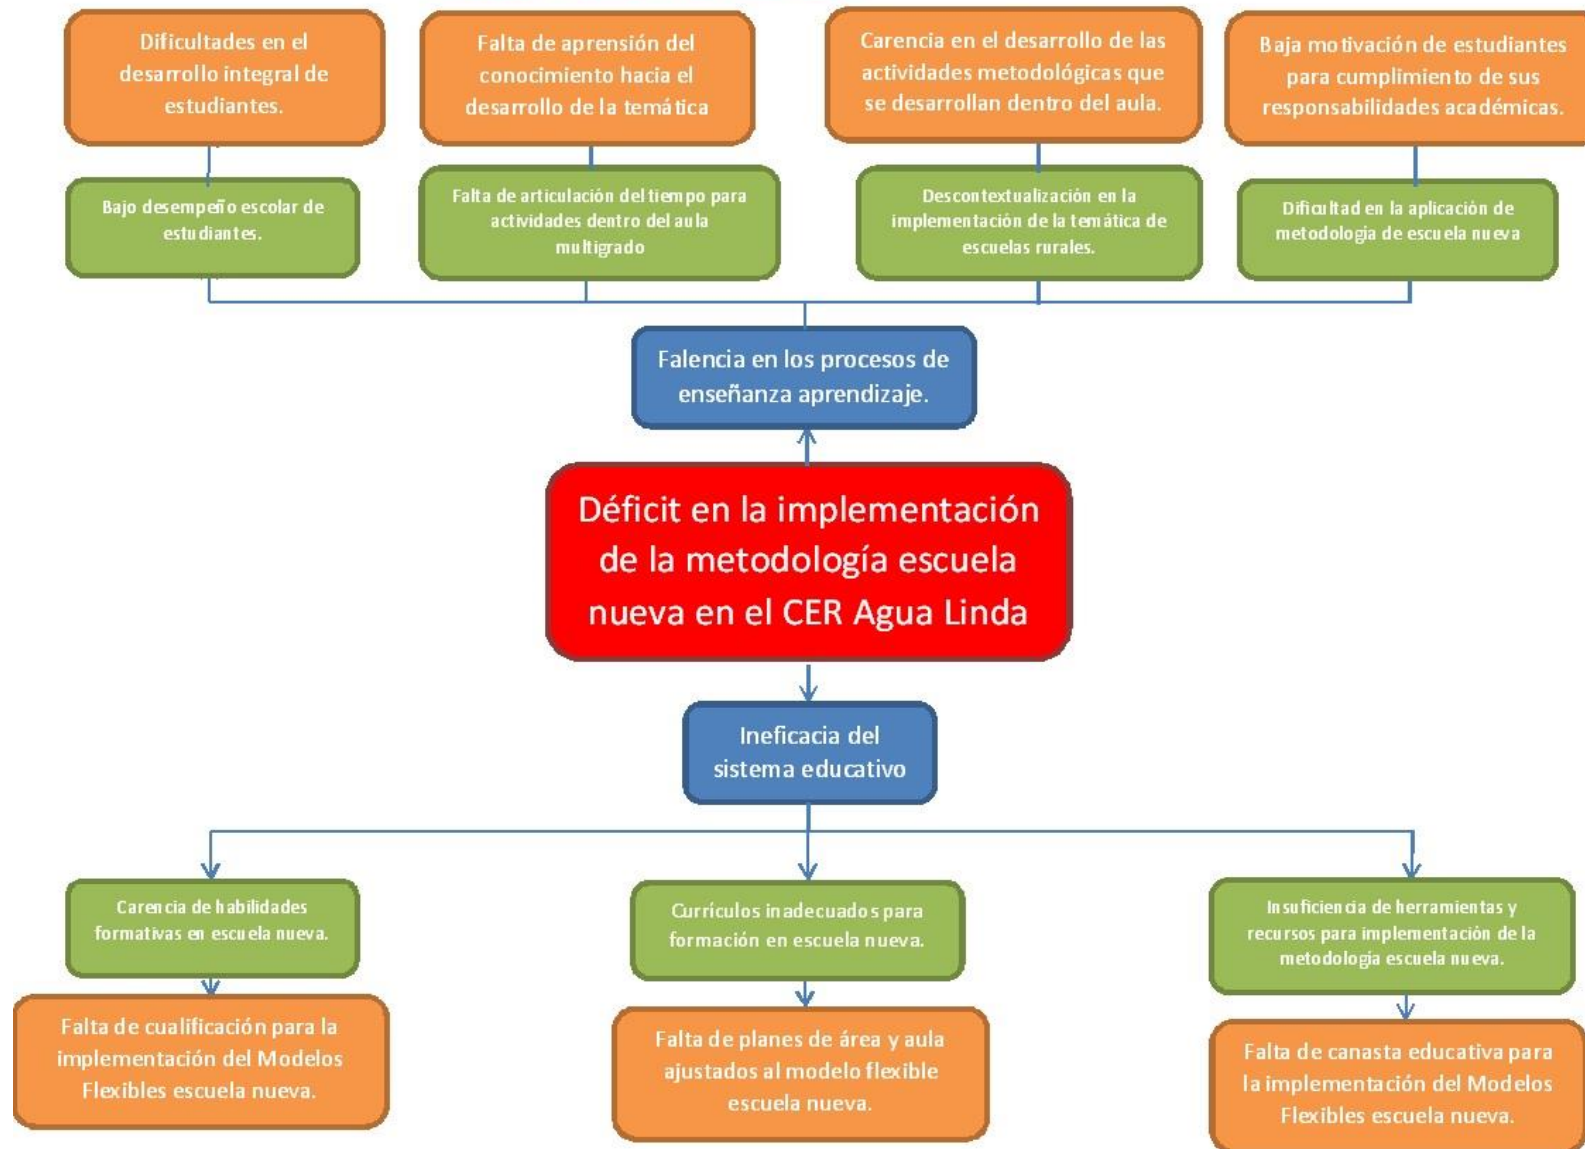 Dificultades en el
desarrollo integral de
estudiantes.
Falta de aprensión del
conocimiento hacia el
desarrollo de la temática
Carencia en el desarrollo de las
actividades metodológicas que
se desarrollan dentro del aula.
Baja motivación de estudiantes
para cumplimiento de sus
responsabilidades académicas.
Bajo desempeño escolar de
estudiantes.
Falta de articulación del tiempo para
actividades dentro del aula
multigrado
Descontextualización en la
implementación de la temática de
escuelas rurales.
Dificultad en la aplicación de
metodología de escuela nueva
Falencia en los procesos de
enseñanza aprendizaje.
Déficit en la implementación
de la metodología escuela
nueva en el CER Agua Linda
Ineficacia del
sistema educativo
Carencia de habilidades
formativas en escuela nueva.
Currículos inadecuados para
formación en escuela nueva.
Insuficiencia de herramientas y
recursos para implementación de la
metodología escuela nueva.
Falta de cualificación para la
implementación del Modelos
Flexibles escuela nueva.
Falta de planes de área y aula
ajustados al modelo flexible
escuela nueva.
Falta de canasta educativa para
la implementación del Modelos
Flexibles escuela nueva.